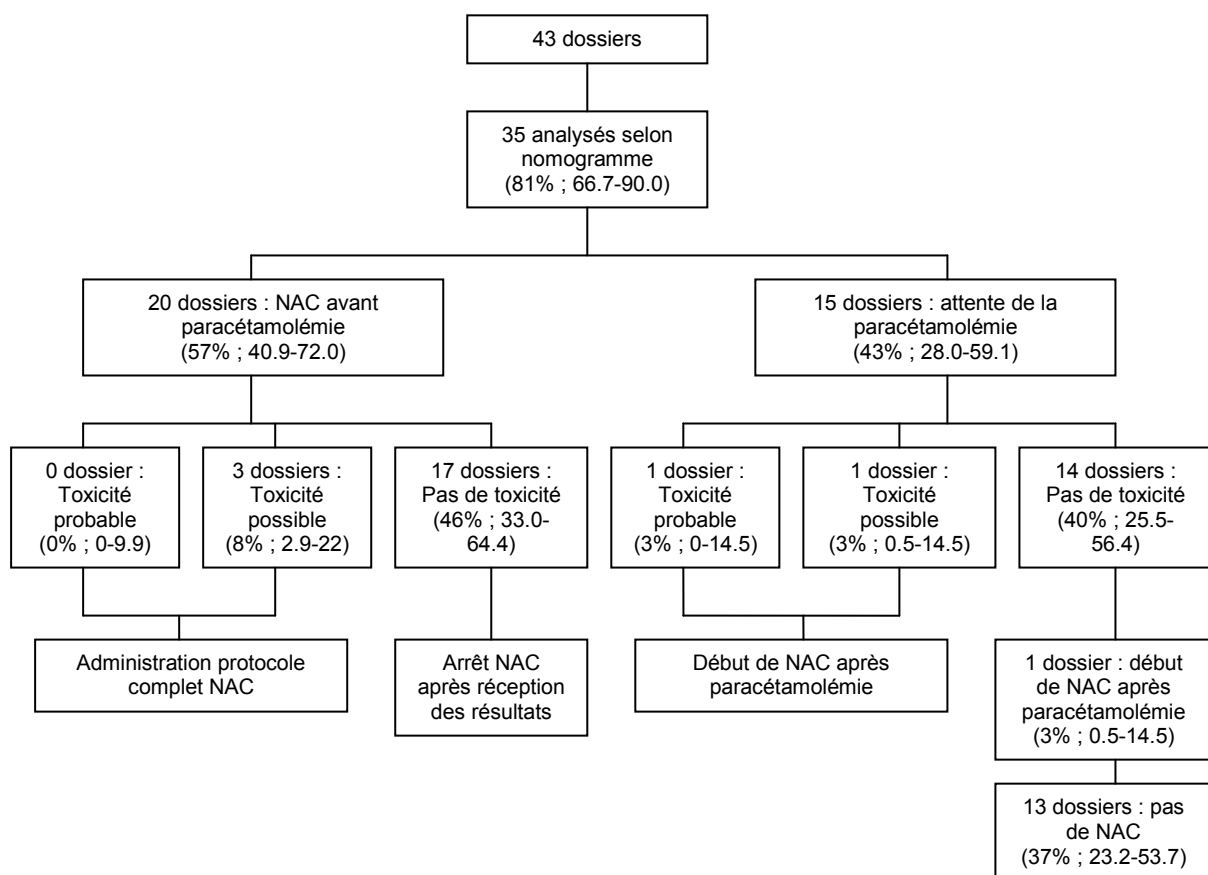 43 dossiers
35 analysés selon
nomogramme
(81% ; 66.7-90.0)
20 dossiers : NAC avant
paracétamolémie
(57% ; 40.9-72.0)
15 dossiers : attente de la
paracétamolémie
(43% ; 28.0-59.1)
0 dossier :
Toxicité
probable
(0% ; 0-9.9)
3 dossiers :
Toxicité
possible
(8% ; 2.9-22)
17 dossiers :
Pas de toxicité
(46% ; 33.0-
64.4)
1 dossier :
Toxicité
probable
(3% ; 0-14.5)
1 dossier :
Toxicité
possible
(3% ; 0.5-14.5)
14 dossiers :
Pas de toxicité
(40% ; 25.5-
56.4)
Administration protocole
complet NAC
Arrêt NAC
après réception
des résultats
Début de NAC après
paracétamolémie
1 dossier : début
de NAC après
paracétamolémie
(3% ; 0.5-14.5)
13 dossiers : pas
de NAC
(37% ; 23.2-53.7)